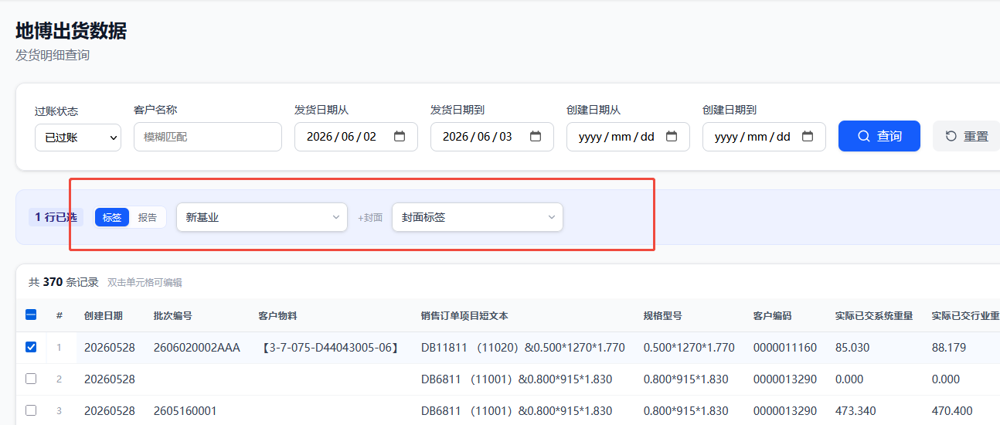 地博出货数据
发货明细查询
过账状态 客户名称 发货日期从 发货日期到 创建日期从 创建日期到
已过账 模糊匹配 2026/06/02 2026/06/03 yyyy/mm/dd yyyy/mm/dd 查询 重置
1 行已选 标签 报告 新基业 +封面 封面标签
共 370 条记录 双击单元格可编辑
# 创建日期 批次编号 客户物料 销售订单项目短文本 规格型号 客户编码 实际已交系统重量 实际已交行业重
1 20260528 2606020002AAA 【3-7-075-D44043005-06】 DB11811 （11020）&0.500*1270*1.770 0.500*1270*1.770 0000011160 85.030 88.179
2 20260528 DB6811 （11001）&0.800*915*1.830 0.800*915*1.830 0000013290 0.000 0.000
3 20260528 2605160001 DB6811 （11001）&0.800*915*1.830 0.800*915*1.830 0000013290 473.340 470.400